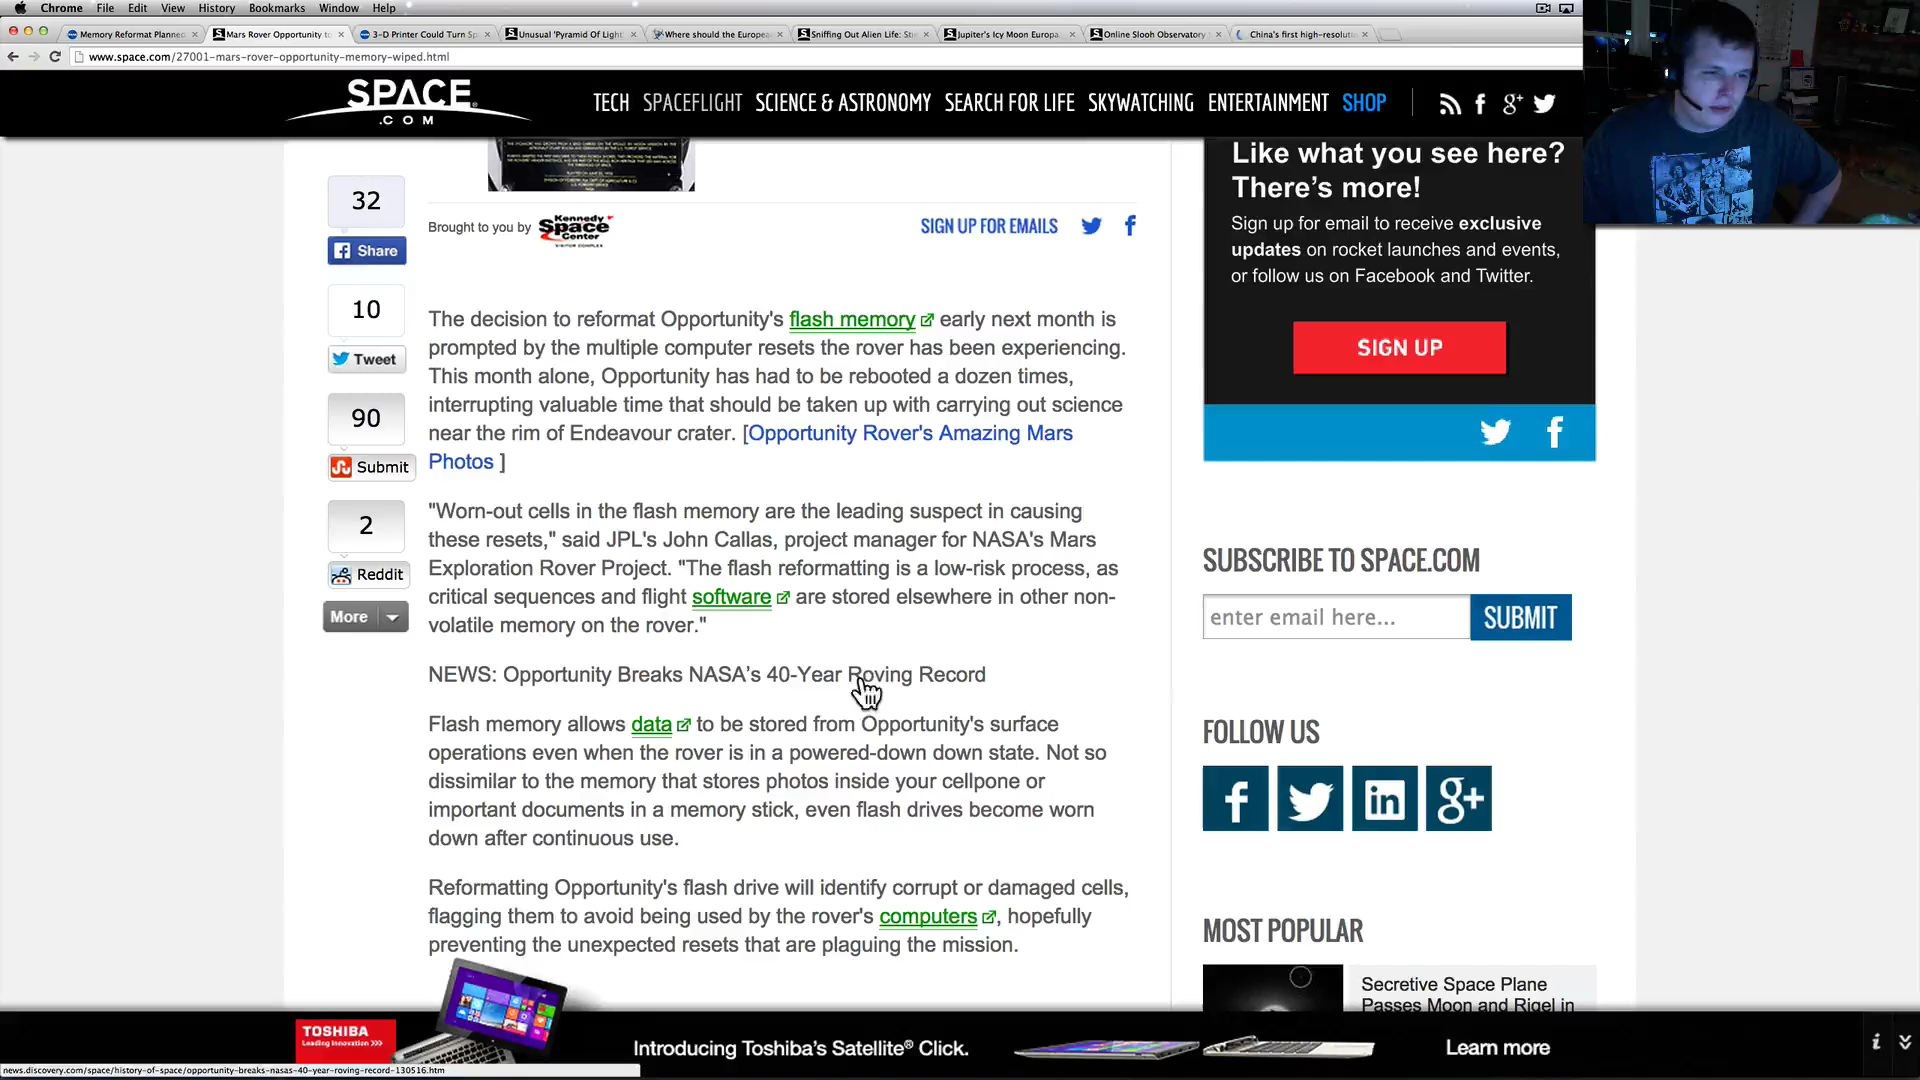 Chrome File Edit View History Bookmarks Window Help
Memory Reformat Planned
Mars Rover Opportunity to
3-D Printer Could Turn Sp
Unusual 'Pyramid Of Light'
Where should the Europea
Sniffing Out Alien Life: St
Jupiter's Icy Moon Europa
Online Slooh Observatory
China's first high-resolut
www.space.com/27001-mars-rover-opportunity-memory-wiped.html
SPACE
.COM
TECH SPACEFLIGHT SCIENCE & ASTRONOMY SEARCH FOR LIFE SKYWATCHING ENTERTAINMENT SHOP
32
Share
10
Tweet
90
Submit
2
Reddit
More
Brought to you by Kennedy Space Center VISITOR COMPLEX
SIGN UP FOR EMAILS
The decision to reformat Opportunity's flash memory early next month is
prompted by the multiple computer resets the rover has been experiencing.
This month alone, Opportunity has had to be rebooted a dozen times,
interrupting valuable time that should be taken up with carrying out science
near the rim of Endeavour crater. [Opportunity Rover's Amazing Mars
Photos ]
"Worn-out cells in the flash memory are the leading suspect in causing
these resets," said JPL's John Callas, project manager for NASA's Mars
Exploration Rover Project. "The flash reformatting is a low-risk process, as
critical sequences and flight software are stored elsewhere in other non-
volatile memory on the rover."
NEWS: Opportunity Breaks NASA's 40-Year Roving Record
Flash memory allows data to be stored from Opportunity's surface
operations even when the rover is in a powered-down down state. Not so
dissimilar to the memory that stores photos inside your cellpone or
important documents in a memory stick, even flash drives become worn
down after continuous use.
Reformatting Opportunity's flash drive will identify corrupt or damaged cells,
flagging them to avoid being used by the rover's computers, hopefully
preventing the unexpected resets that are plaguing the mission.
Like what you see here?
There's more!
Sign up for email to receive exclusive
updates on rocket launches and events,
or follow us on Facebook and Twitter.
SIGN UP
SUBSCRIBE TO SPACE.COM
enter email here... SUBMIT
FOLLOW US
MOST POPULAR
Secretive Space Plane
Passes Moon and Rigel in
TOSHIBA
Leading Innovation >>>
Introducing Toshiba's Satellite® Click.
Learn more
news.discovery.com/space/history-of-space/opportunity-breaks-nasas-40-year-roving-record-130516.htm